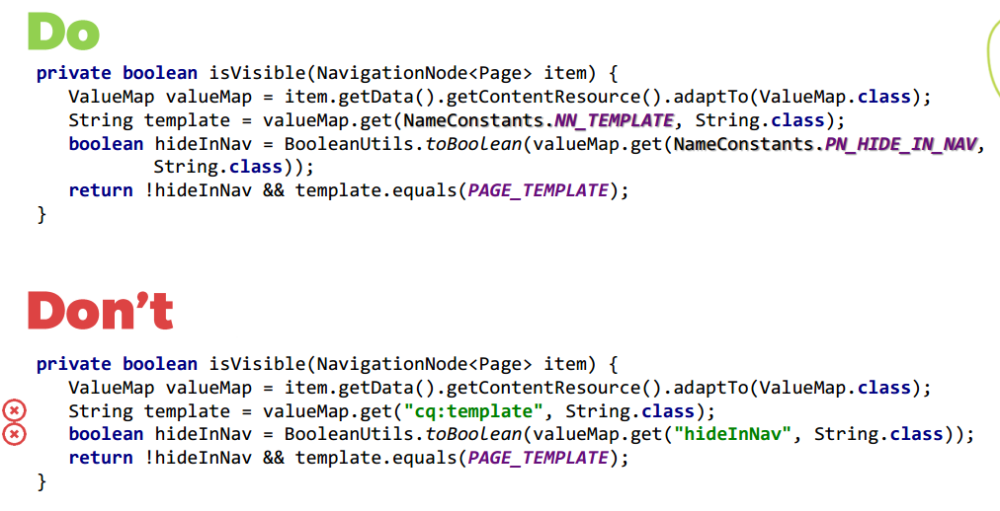 Do
private boolean isVisible(NavigationNode<Page> item) {
ValueMap valueMap = item.getData().getContentResource().adaptTo(ValueMap.class);
String template = valueMap.get(NameConstants.NN_TEMPLATE, String.class);
boolean hideInNav = BooleanUtils.toBoolean(valueMap.get(NameConstants.PN_HIDE_IN_NAV,
String.class));
return !hideInNav && template.equals(PAGE_TEMPLATE);
}
Don't
private boolean isVisible(NavigationNode<Page> item) {
ValueMap valueMap = item.getData().getContentResource().adaptTo(ValueMap.class);
String template = valueMap.get("cq:template", String.class);
boolean hideInNav = BooleanUtils.toBoolean(valueMap.get("hideInNav", String.class));
return !hideInNav && template.equals(PAGE_TEMPLATE);
}